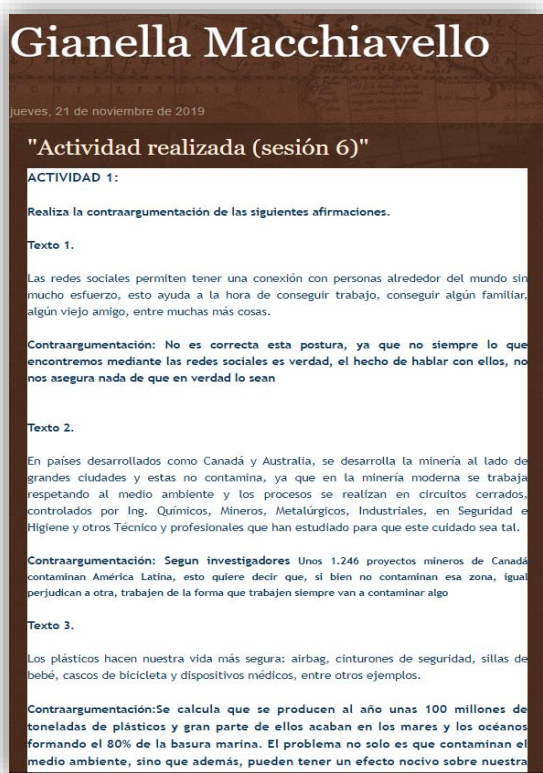 Gianella Macchiavello
jueves, 21 de noviembre de 2019
"Actividad realizada (sesión 6)"
ACTIVIDAD 1:
Realiza la contraargumentación de las siguientes afirmaciones.
Texto 1.
Las redes sociales permiten tener una conexión con personas alrededor del mundo sin
mucho esfuerzo, esto ayuda a la hora de conseguir trabajo, conseguir algún familiar,
algún viejo amigo, entre muchas más cosas.
Contraargumentación: No es correcta esta postura, ya que no siempre lo que
encontremos mediante las redes sociales es verdad, el hecho de hablar con ellos, no
nos asegura nada de que en verdad lo sean
Texto 2.
En países desarrollados como Canadá y Australia, se desarrolla la minería al lado de
grandes ciudades y estas no contamina, ya que en la minería moderna se trabaja
respetando al medio ambiente y los procesos se realizan en circuitos cerrados,
controlados por Ing. Químicos, Mineros, Metalúrgicos, Industriales, en Seguridad e
Higiene y otros Técnico y profesionales que han estudiado para que este cuidado sea tal.
Contraargumentación: Segun investigadores Unos 1.246 proyectos mineros de Canadá
contaminan América Latina, esto quiere decir que, si bien no contaminan esa zona, igual
perjudican a otra, trabajen de la forma que trabajen siempre van a contaminar algo
Texto 3.
Los plásticos hacen nuestra vida más segura: airbag, cinturones de seguridad, sillas de
bebé, cascos de bicicleta y dispositivos médicos, entre otros ejemplos.
Contraargumentación:Se calcula que se producen al año unas 100 millones de
toneladas de plásticos y gran parte de ellos acaban en los mares y los océanos
formando el 80% de la basura marina. El problema no solo es que contaminan el
medio ambiente, sino que además, pueden tener un efecto nocivo sobre nuestra